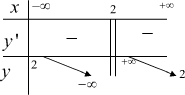 x -∞ 2 +∞
y' - -
y 2 -∞ +∞ 2